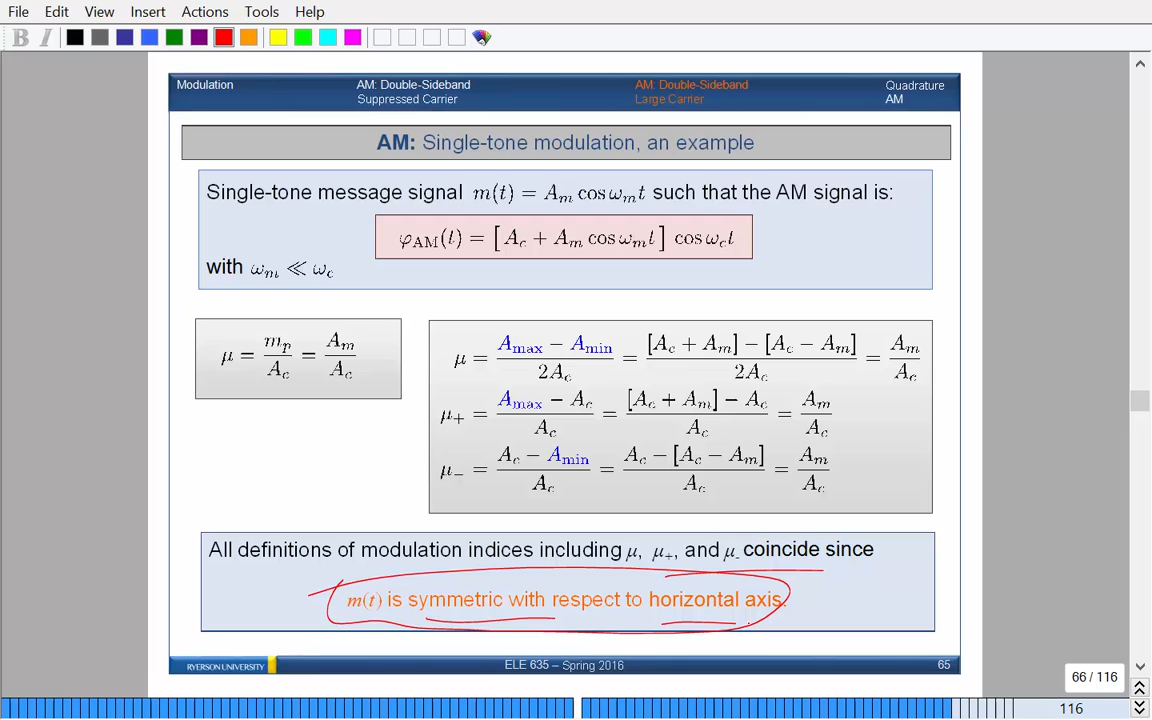 File Edit View Insert Actions Tools Help
B I
Modulation AM: Double-Sideband AM: Double-Sideband Quadrature
Suppressed Carrier Large Carrier AM
AM: Single-tone modulation, an example
Single-tone message signal m(t) = A_m cos ω_m t such that the AM signal is:
φ_AM(t) = [ A_c + A_m cos ω_m t ] cos ω_c t
with ω_m ≪ ω_c
μ = m_p / A_c = A_m / A_c
μ = (A_max − A_min) / 2A_c = ([A_c + A_m] − [A_c − A_m]) / 2A_c = A_m / A_c
μ_+ = (A_max − A_c) / A_c = ([A_c + A_m] − A_c) / A_c = A_m / A_c
μ_− = (A_c − A_min) / A_c = (A_c − [A_c − A_m]) / A_c = A_m / A_c
All definitions of modulation indices including μ, μ_+, and μ_- coincide since
m(t) is symmetric with respect to horizontal axis.
RYERSON UNIVERSITY ELE 635 – Spring 2016 65
66 / 116
116